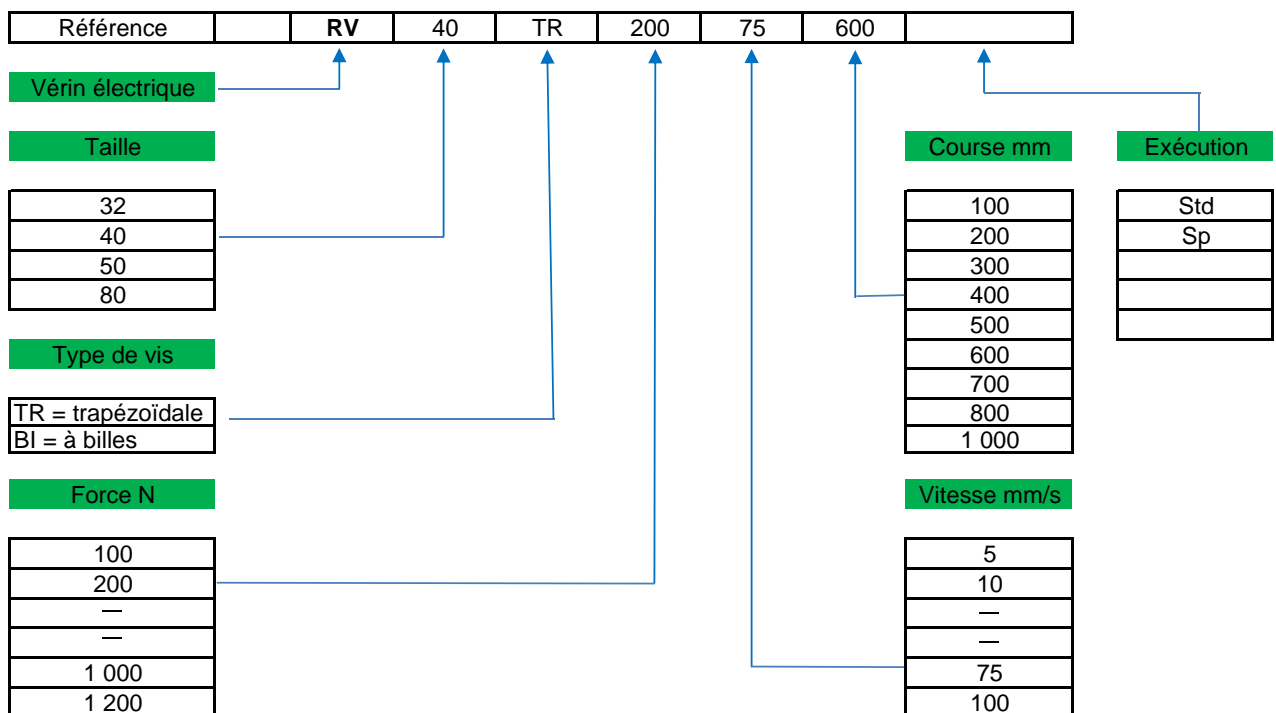 Référence RV 40 TR 200 75 600
Vérin électrique
Taille
32
40
50
80
Type de vis
TR = trapézoïdale
BI = à billes
Force N
100
200
—
—
1 000
1 200
Course mm
100
200
300
400
500
600
700
800
1 000
Vitesse mm/s
5
10
—
—
75
100
Exécution
Std
Sp